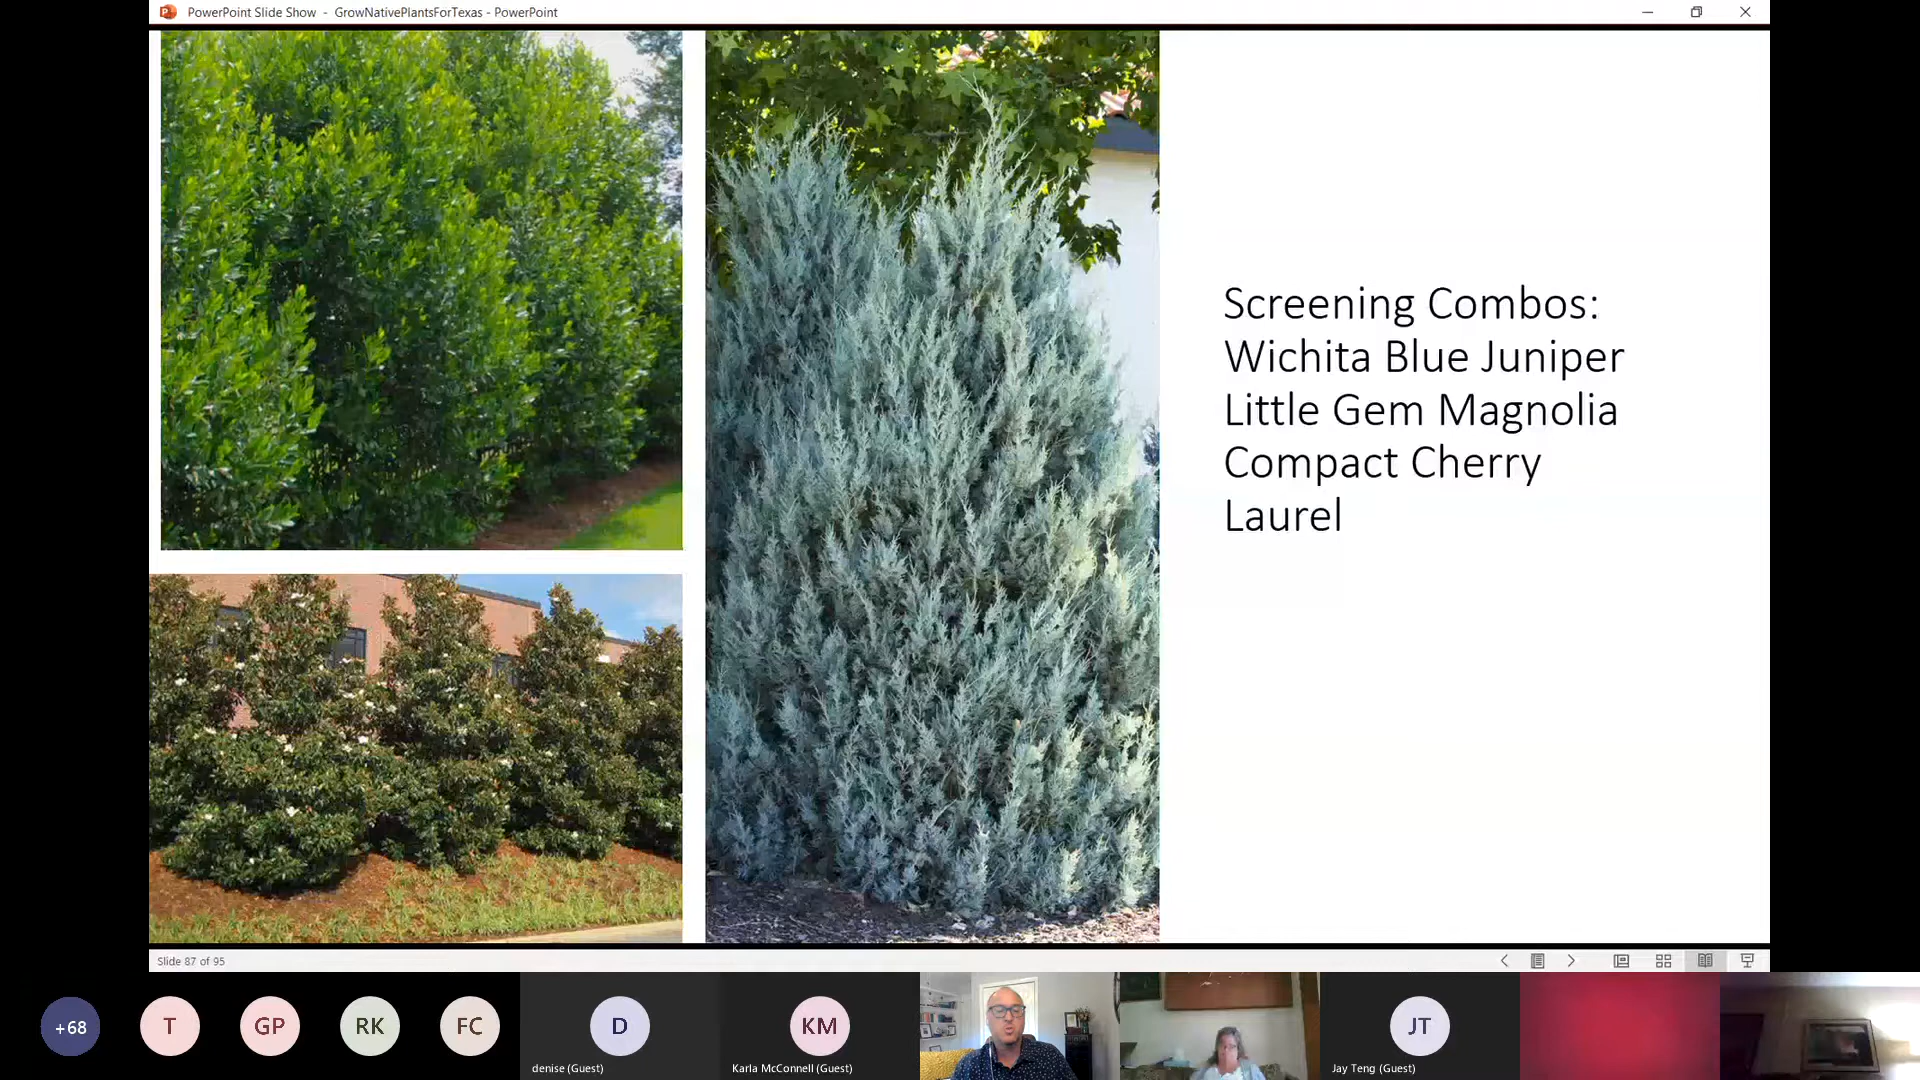 PowerPoint Slide Show - GrowNativePlantsForTexas - PowerPoint
Screening Combos:
Wichita Blue Juniper
Little Gem Magnolia
Compact Cherry
Laurel
Slide 87 of 95
+68
T
GP
RK
FC
D
KM
JT
denise (Guest)
Karla McConnell (Guest)
Jay Teng (Guest)